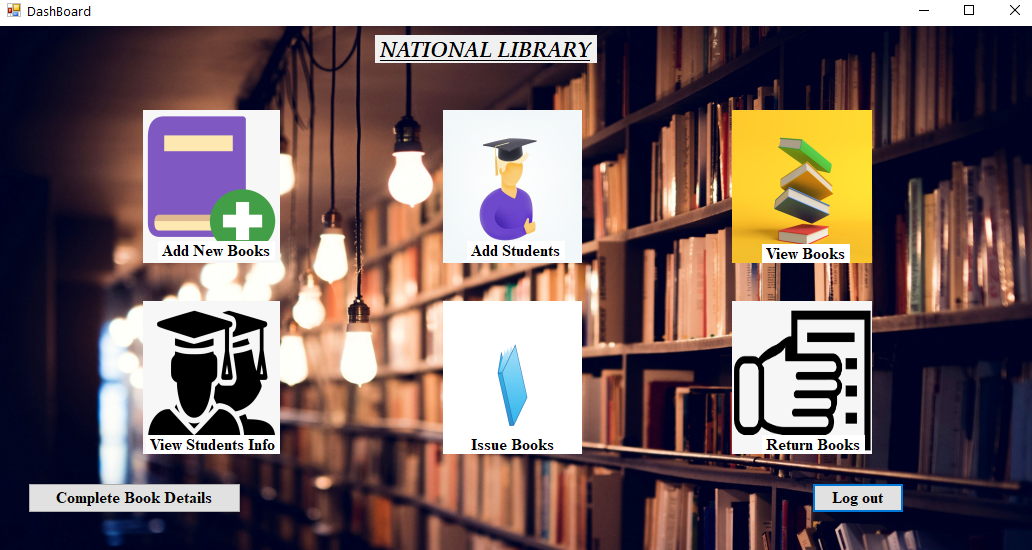 DashBoard
NATIONAL LIBRARY
Add New Books
Add Students
View Books
View Students Info
Issue Books
Return Books
Complete Book Details
Log out